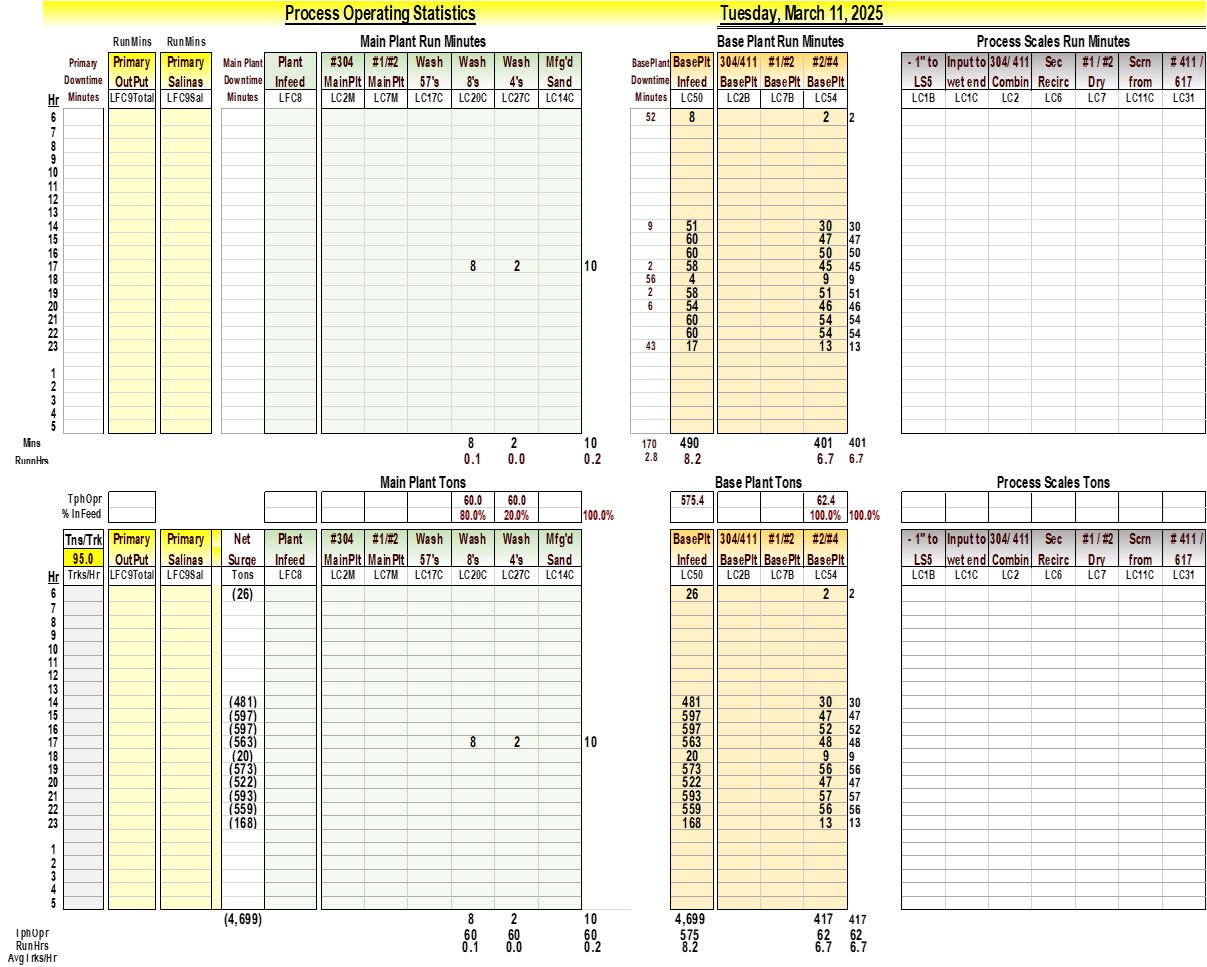 Process Operating Statistics Tuesday, March 11, 2025
RunMins RunMins Main Plant Run Minutes Base Plant Run Minutes Process Scales Run Minutes
Primary Primary Primary Main Plant Plant #304 #1/#2 Wash Wash Wash Mfg'd BasePlant BasePlt 304/411 #1/#2 #2/#4 - 1" to Input to 304/ 411 Sec #1 / #2 Scrn # 411 /
Downtime OutPut Salinas Downtime Infeed MainPlt MainPlt 57's 8's 4's Sand Downtime Infeed BasePlt BasePlt BasePlt LS5 wet end Combin Recirc Dry from 617
Hr Minutes LFC9Total LFC9Sal Minutes LFC8 LC2M LC7M LC17C LC20C LC27C LC14C Minutes LC50 LC2B LC7B LC54 LC1B LC1C LC2 LC6 LC7 LC11C LC31
6 52 8 2 2
7
8
9
10
11
12
13
14 9 51 30 30
15 60 47 47
16 60 50 50
17 8 2 10 2 58 45 45
18 56 4 9 9
19 2 58 51 51
20 6 54 46 46
21 60 54 54
22 60 54 54
23 43 17 13 13
1
2
3
4
5
Mins 8 2 10 170 490 401 401
RunnHrs 0.1 0.0 0.2 2.8 8.2 6.7 6.7
Main Plant Tons Base Plant Tons Process Scales Tons
TphOpr 60.0 60.0 575.4 62.4
% InFeed 80.0% 20.0% 100.0% 100.0% 100.0%
Tns/Trk Primary Primary Net Plant #304 #1/#2 Wash Wash Wash Mfg'd BasePlt 304/411 #1/#2 #2/#4 - 1" to Input to 304/ 411 Sec #1 / #2 Scrn # 411 /
95.0 OutPut Salinas Surge Infeed MainPlt MainPlt 57's 8's 4's Sand Infeed BasePlt BasePlt BasePlt LS5 wet end Combin Recirc Dry from 617
Hr Trks/Hr LFC9Total LFC9Sal Tons LFC8 LC2M LC7M LC17C LC20C LC27C LC14C LC50 LC2B LC7B LC54 LC1B LC1C LC2 LC6 LC7 LC11C LC31
6 (26) 26 2 2
7
8
9
10
11
12
13
14 (481) 481 30 30
15 (597) 597 47 47
16 (597) 597 52 52
17 (563) 8 2 10 563 48 48
18 (20) 20 9 9
19 (573) 573 56 56
20 (522) 522 47 47
21 (593) 593 57 57
22 (559) 559 56 56
23 (168) 168 13 13
1
2
3
4
5
(4,699) 8 2 10 4,699 417 417
TphOpr 60 60 60 575 62 62
RunHrs 0.1 0.0 0.2 8.2 6.7 6.7
Avg Trks/Hr